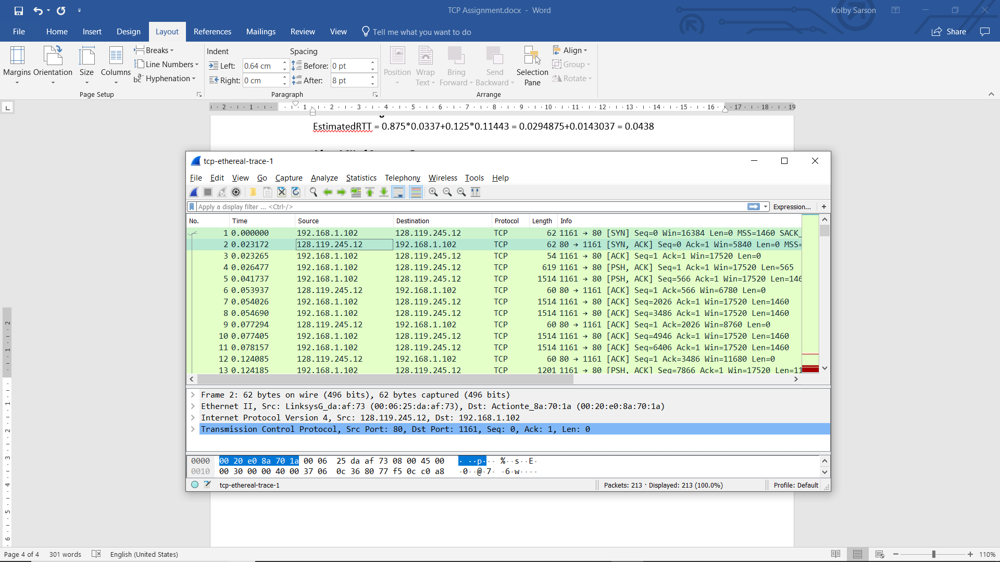 TCP Assignment.docx - Word
Kolby Sarson
File Home Insert Design Layout References Mailings Review View Tell me what you want to do Share
Margins
Orientation
Size
Columns
Breaks
Line Numbers
Hyphenation
Page Setup
Indent
Left: 0.64 cm
Right: 0 cm
Spacing
Before: 0 pt
After: 8 pt
Paragraph
Position
Wrap Text
Bring Forward
Send Backward
Selection Pane
Align
Group
Rotate
Arrange
2 1 1 2 3 4 5 6 7 8 9 10 11 12 13 14 15 16 17 18 19
EstimatedRTT = 0.875*0.0337+0.125*0.11443 = 0.0294875+0.0143037 = 0.0438
tcp-ethereal-trace-1
File Edit View Go Capture Analyze Statistics Telephony Wireless Tools Help
Apply a display filter ... <Ctrl-/> Expression... +
No. Time Source Destination Protocol Length Info
1 0.000000 192.168.1.102 128.119.245.12 TCP 62 1161 → 80 [SYN] Seq=0 Win=16384 Len=0 MSS=1460 SACK_
2 0.023172 128.119.245.12 192.168.1.102 TCP 62 80 → 1161 [SYN, ACK] Seq=0 Ack=1 Win=5840 Len=0 MSS=
3 0.023265 192.168.1.102 128.119.245.12 TCP 54 1161 → 80 [ACK] Seq=1 Ack=1 Win=17520 Len=0
4 0.026477 192.168.1.102 128.119.245.12 TCP 619 1161 → 80 [PSH, ACK] Seq=1 Ack=1 Win=17520 Len=565
5 0.041737 192.168.1.102 128.119.245.12 TCP 1514 1161 → 80 [PSH, ACK] Seq=566 Ack=1 Win=17520 Len=146
6 0.053937 128.119.245.12 192.168.1.102 TCP 60 80 → 1161 [ACK] Seq=1 Ack=566 Win=6780 Len=0
7 0.054026 192.168.1.102 128.119.245.12 TCP 1514 1161 → 80 [ACK] Seq=2026 Ack=1 Win=17520 Len=1460
8 0.054690 192.168.1.102 128.119.245.12 TCP 1514 1161 → 80 [ACK] Seq=3486 Ack=1 Win=17520 Len=1460
9 0.077294 128.119.245.12 192.168.1.102 TCP 60 80 → 1161 [ACK] Seq=1 Ack=2026 Win=8760 Len=0
10 0.077405 192.168.1.102 128.119.245.12 TCP 1514 1161 → 80 [ACK] Seq=4946 Ack=1 Win=17520 Len=1460
11 0.078157 192.168.1.102 128.119.245.12 TCP 1514 1161 → 80 [ACK] Seq=6406 Ack=1 Win=17520 Len=1460
12 0.124085 128.119.245.12 192.168.1.102 TCP 60 80 → 1161 [ACK] Seq=1 Ack=3486 Win=11680 Len=0
13 0.124185 192.168.1.102 128.119.245.12 TCP 1201 1161 → 80 [PSH, ACK] Seq=7866 Ack=1 Win=17520 Len=11
Frame 2: 62 bytes on wire (496 bits), 62 bytes captured (496 bits)
Ethernet II, Src: LinksysG_da:af:73 (00:06:25:da:af:73), Dst: Actionte_8a:70:1a (00:20:e0:8a:70:1a)
Internet Protocol Version 4, Src: 128.119.245.12, Dst: 192.168.1.102
Transmission Control Protocol, Src Port: 80, Dst Port: 1161, Seq: 0, Ack: 1, Len: 0
0000 00 20 e0 8a 70 1a 00 06 25 da af 73 08 00 45 00 · ··p··· %··s··E·
0010 00 30 00 00 40 00 37 06 0c 36 80 77 f5 0c c0 a8 ·0··@·7· ·6·w····
tcp-ethereal-trace-1 Packets: 213 · Displayed: 213 (100.0%) Profile: Default
Page 4 of 4 301 words English (United States) 110%